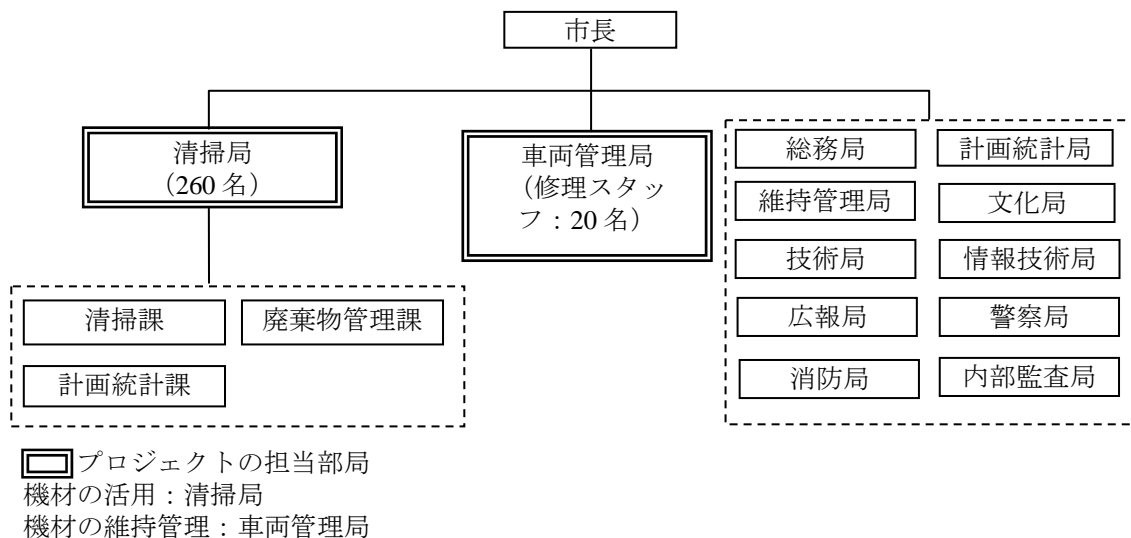 市長
清掃局
（260 名）
車両管理局
（修理スタッ
フ：20 名）
総務局
計画統計局
維持管理局
文化局
技術局
情報技術局
広報局
警察局
消防局
内部監査局
清掃課
廃棄物管理課
計画統計課
プロジェクトの担当部局
機材の活用：清掃局
機材の維持管理：車両管理局